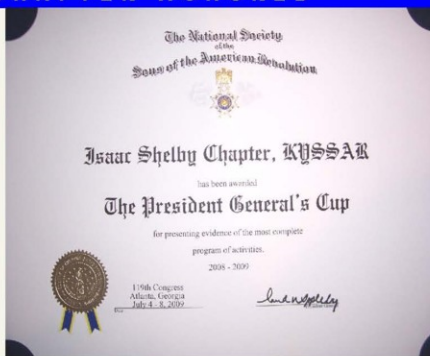 The National Society
of the
Sons of the American Revolution
Isaac Shelby Chapter, KYSSAR
has been awarded
The President General's Cup
for presenting evidence of the most complete
program of activities.
2008 - 2009
119th Congress
Atlanta, Georgia
July 4 - 8, 2009